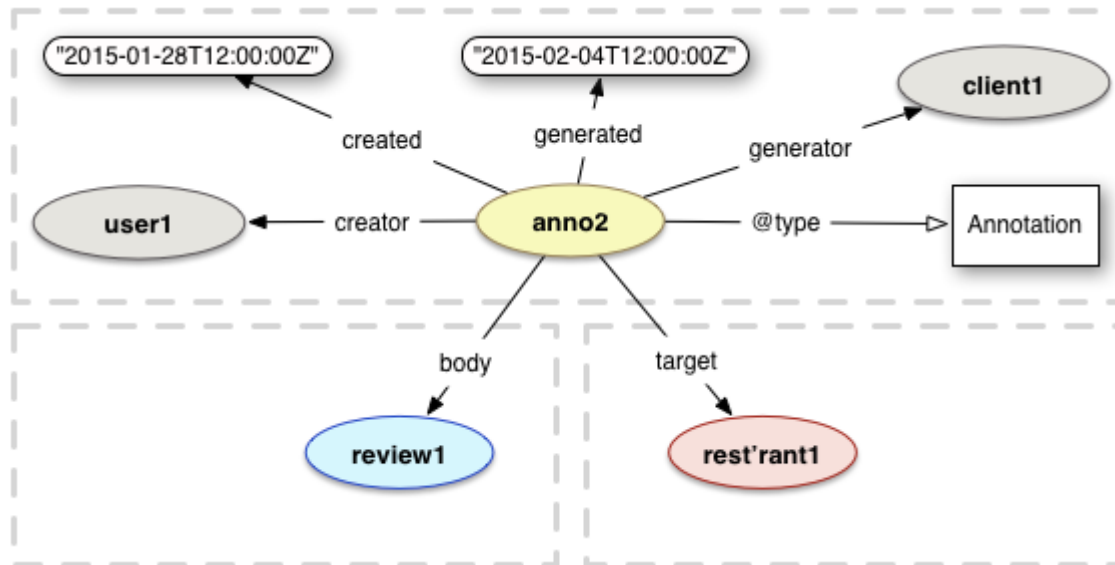 "2015-01-28T12:00:00Z"
"2015-02-04T12:00:00Z"
client1
created
generated
generator
user1
creator
anno2
@type
Annotation
body
target
review1
rest’rant1